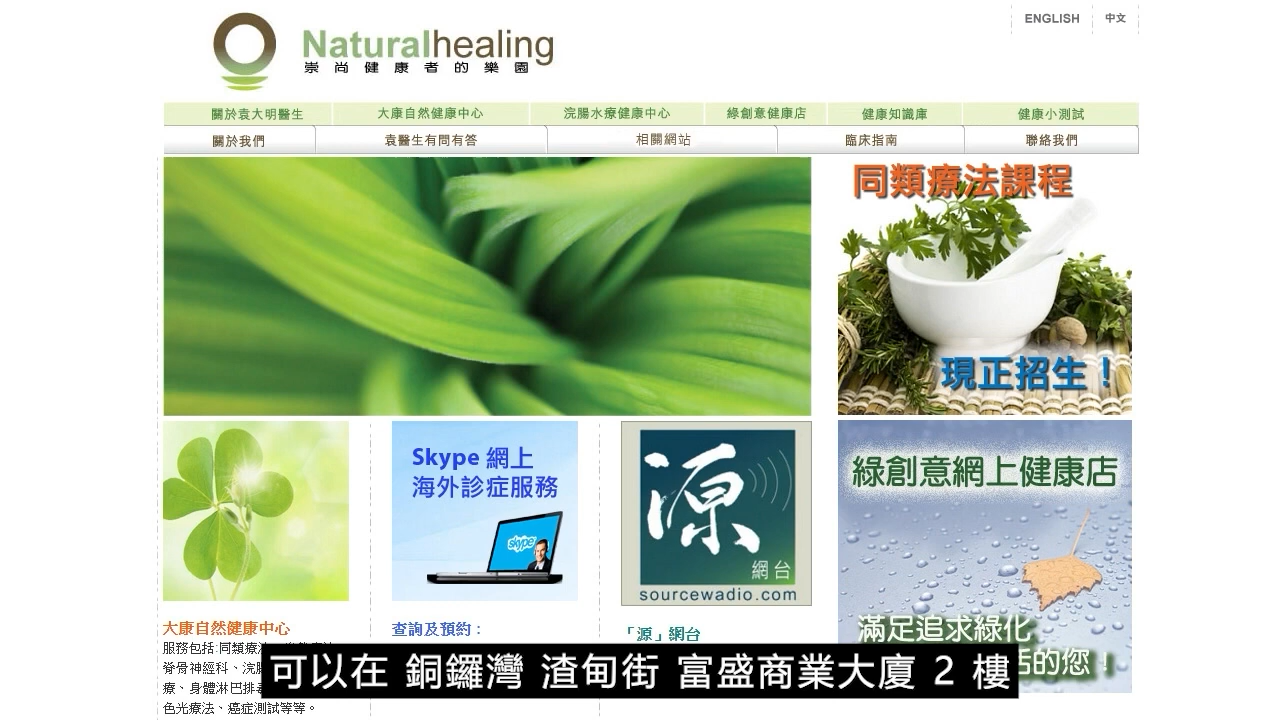 ENGLISH 中文
Naturalhealing
崇尚健康者的樂園
關於袁大明醫生 大康自然健康中心 浣腸水療健康中心 綠創意健康店 健康知識庫 健康小測試
關於我們 袁醫生有問有答 相關網站 臨床指南 聯絡我們
同類療法課程
現正招生！
Skype 網上
海外診症服務
skype
源
網台
sourcewadio.com
綠創意網上健康店
滿足追求綠化
活的您！
大康自然健康中心
服務包括:同類療
脊骨神經科、浣腸
療、身體淋巴排毒
色光療法、癌症測試等等。
查詢及預約：
「源」網台
可以在 銅鑼灣 渣甸街 富盛商業大廈 2 樓